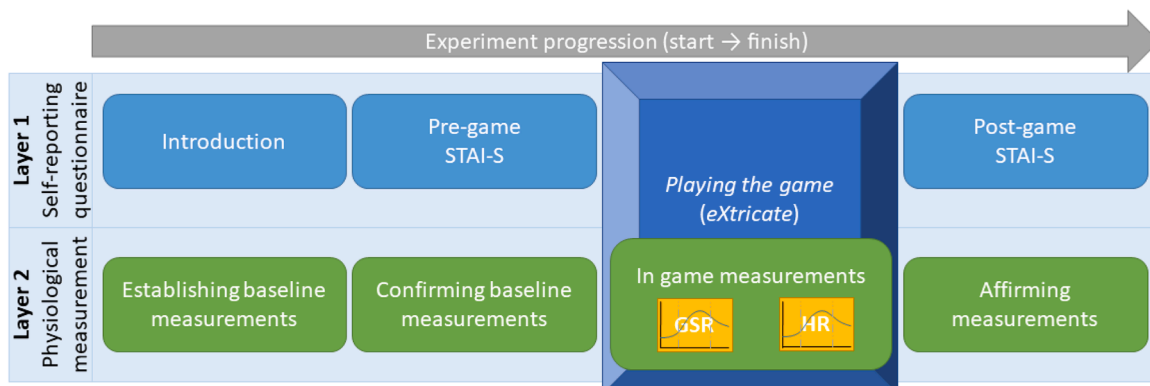 Experiment progression (start → finish)
Layer 1
Self-reporting
questionnaire
Introduction
Pre-game
STAI-S
Playing the game
(eXtricate)
Post-game
STAI-S
Layer 2
Physiological
measurement
Establishing baseline
measurements
Confirming baseline
measurements
In game measurements
GSR
HR
Affirming
measurements